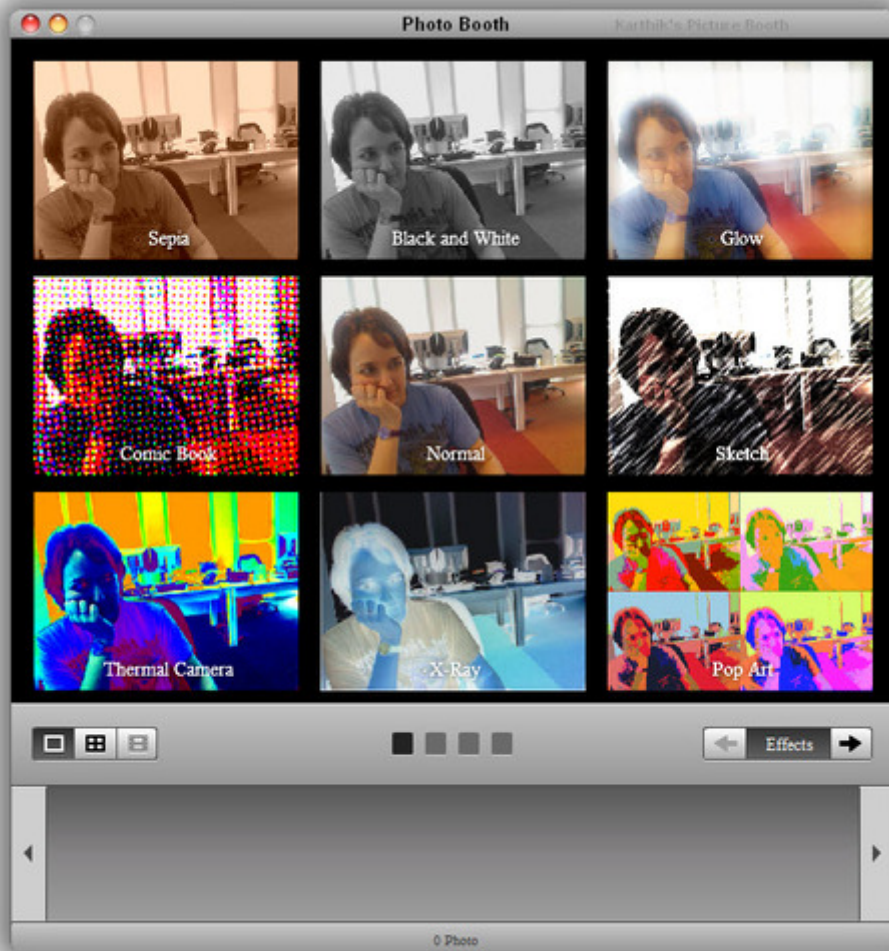 Photo Booth
Karthik's Picture Booth
Sepia
Black and White
Glow
Comic Book
Normal
Sketch
Thermal Camera
X-Ray
Pop Art
Effects
0 Photo